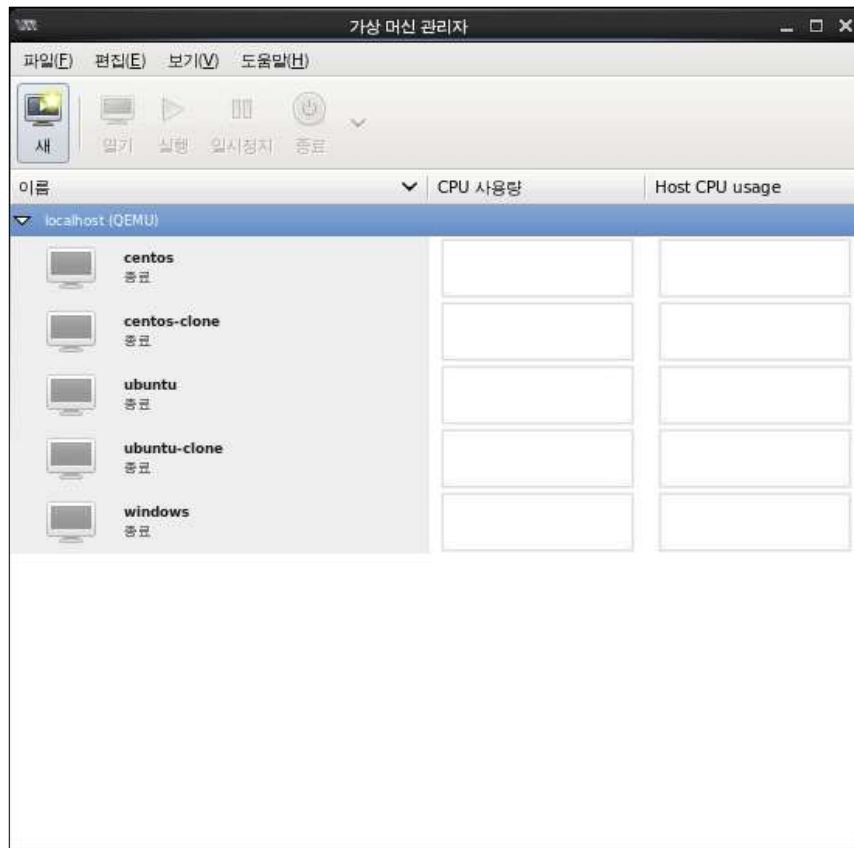 가상 머신 관리자
파일(F) 편집(E) 보기(V) 도움말(H)
새 열기 실행 일시정지 종료
이름 CPU 사용량 Host CPU usage
localhost (QEMU)
centos
종료
centos-clone
종료
ubuntu
종료
ubuntu-clone
종료
windows
종료